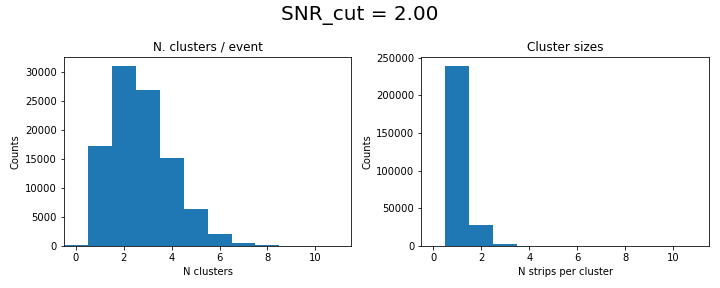 SNR_cut = 2.00
N. clusters / event
Counts
30000
25000
20000
15000
10000
5000
0
0 2 4 6 8 10
N clusters
Cluster sizes
Counts
250000
200000
150000
100000
50000
0
0 2 4 6 8 10
N strips per cluster